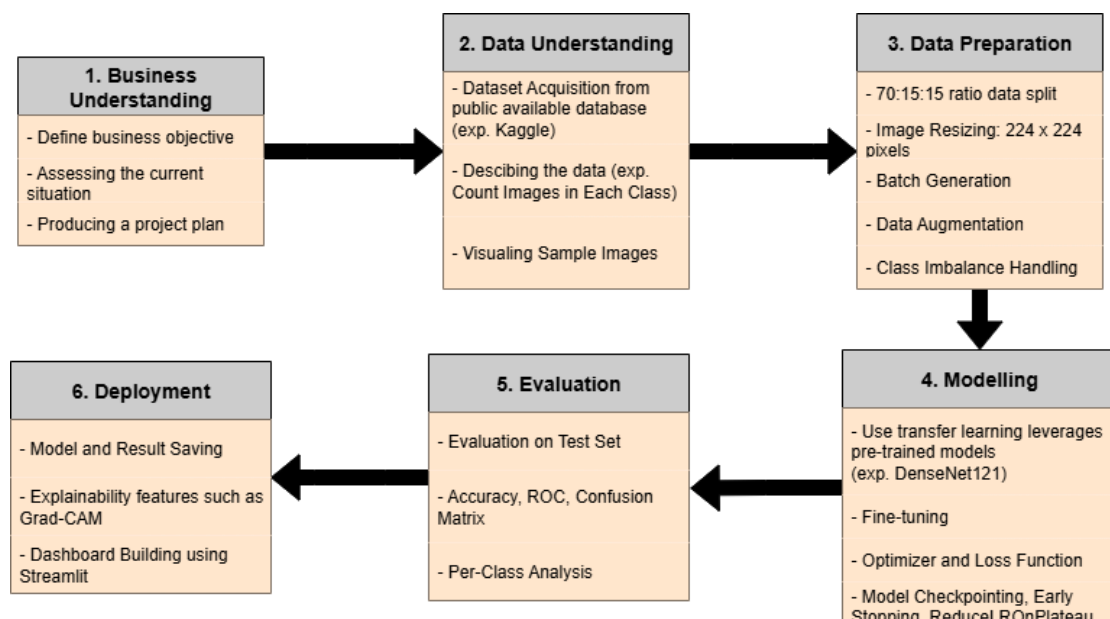 1. Business
Understanding
- Define business objective
- Assessing the current
situation
- Producing a project plan
2. Data Understanding
- Dataset Acquisition from
public available database
(exp. Kaggle)
- Descibing the data (exp.
Count Images in Each Class)
- Visualing Sample Images
3. Data Preparation
- 70:15:15 ratio data split
- Image Resizing: 224 x 224
pixels
- Batch Generation
- Data Augmentation
- Class Imbalance Handling
4. Modelling
- Use transfer learning leverages
pre-trained models
(exp. DenseNet121)
- Fine-tuning
- Optimizer and Loss Function
- Model Checkpointing, Early
Stopping, ReduceLROnPlateau
5. Evaluation
- Evaluation on Test Set
- Accuracy, ROC, Confusion
Matrix
- Per-Class Analysis
6. Deployment
- Model and Result Saving
- Explainability features such as
Grad-CAM
- Dashboard Building using
Streamlit